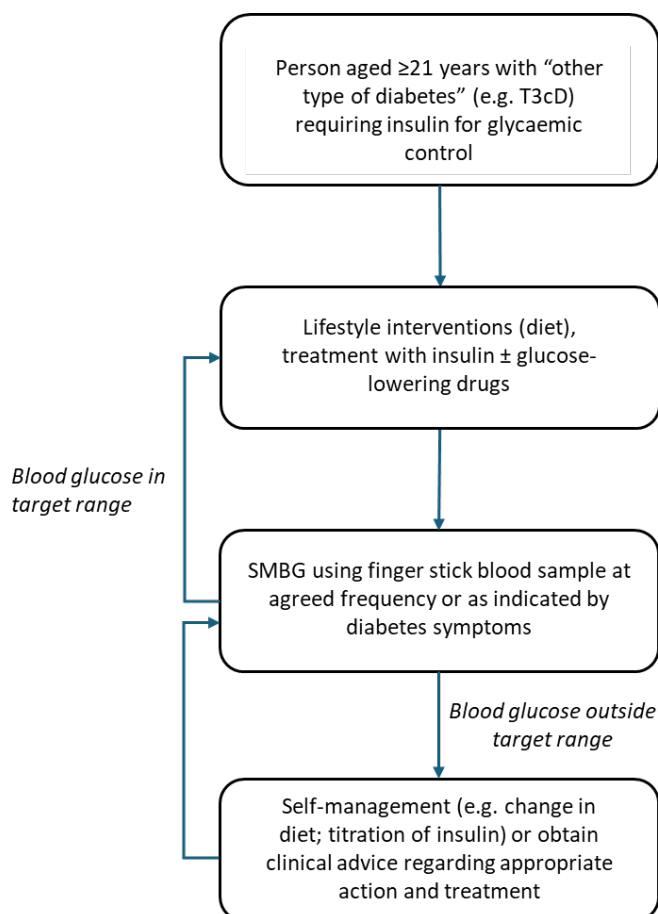 Person aged ≥21 years with “other
type of diabetes” (e.g. T3cD)
requiring insulin for glycaemic
control
Lifestyle interventions (diet),
treatment with insulin ± glucose-
lowering drugs
Blood glucose in
target range
SMBG using finger stick blood sample at
agreed frequency or as indicated by
diabetes symptoms
Blood glucose outside
target range
Self-management (e.g. change in
diet; titration of insulin) or obtain
clinical advice regarding appropriate
action and treatment